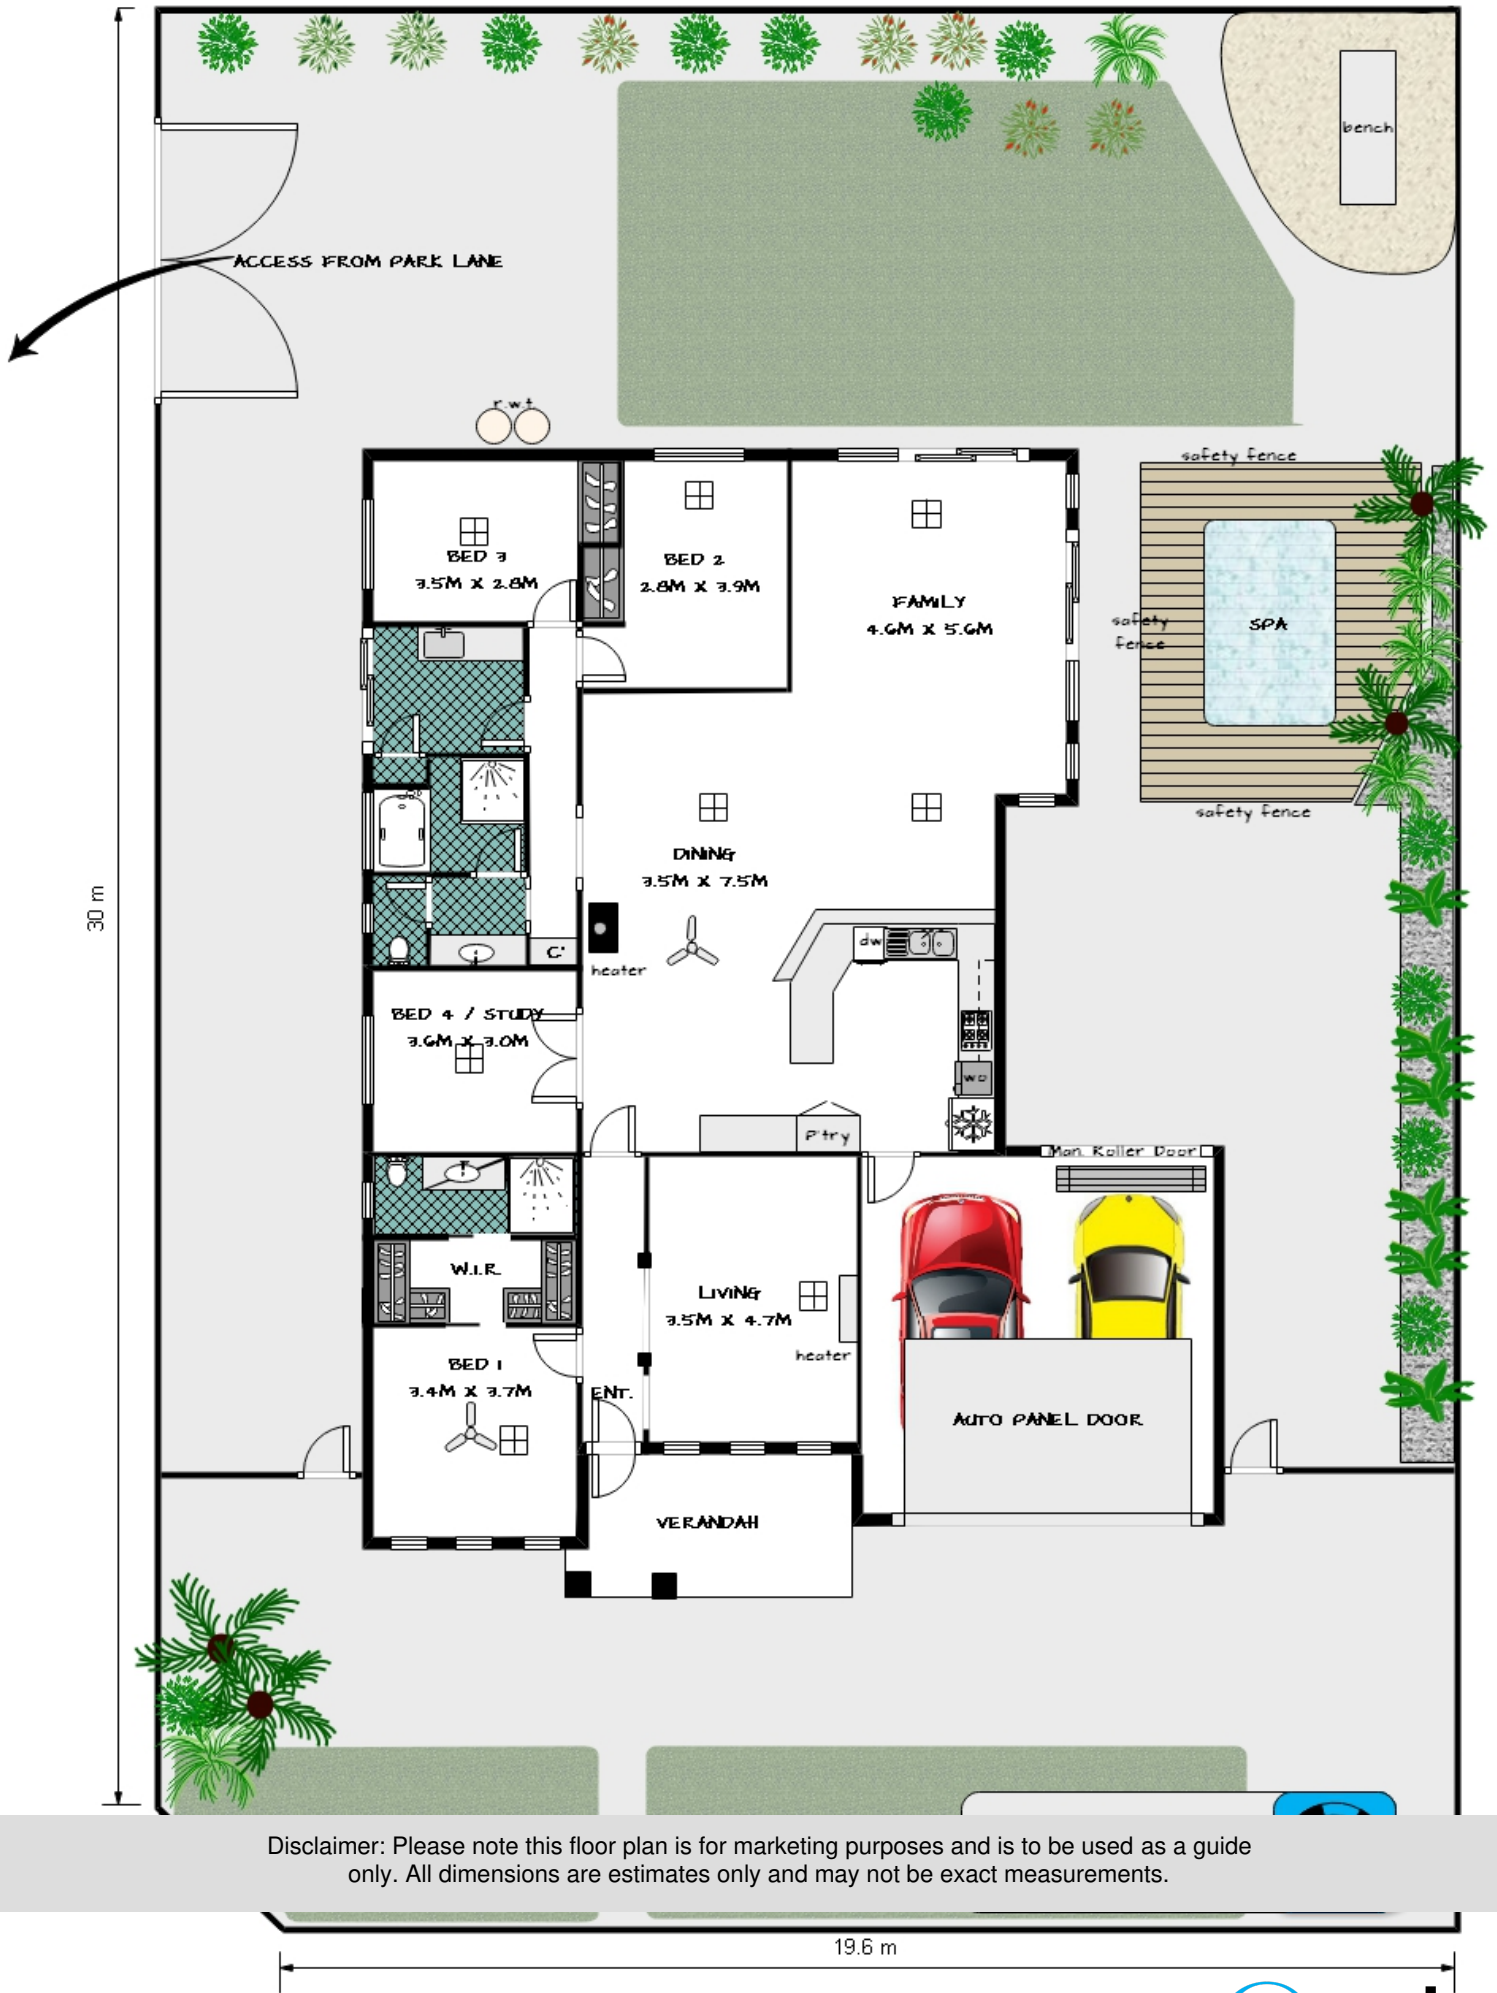 bench
ACCESS FROM PARK LANE
r.w.t.
safety fence
BED 3
3.5M X 2.8M
BED 2
2.8M X 3.9M
FAMILY
4.6M X 5.6M
safety
fence
SPA
safety fence
DINING
3.5M X 7.5M
30 m
dw
C'
heater
BED 4 / STUDY
3.6M X 3.0M
wo
P'try
Man. Roller Door
W.I.R.
LIVING
3.5M X 4.7M
heater
BED 1
3.4M X 3.7M
ENT.
AUTO PANEL DOOR
VERANDAH
Disclaimer: Please note this floor plan is for marketing purposes and is to be used as a guide
only. All dimensions are estimates only and may not be exact measurements.
19.6 m